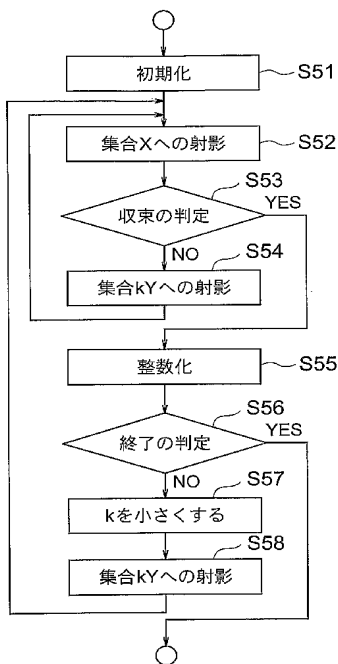 初期化
S51
集合Xへの射影
S52
S53
収束の判定
YES
NO
S54
集合kYへの射影
整数化
S55
S56
終了の判定
YES
NO
S57
kを小さくする
S58
集合kYへの射影